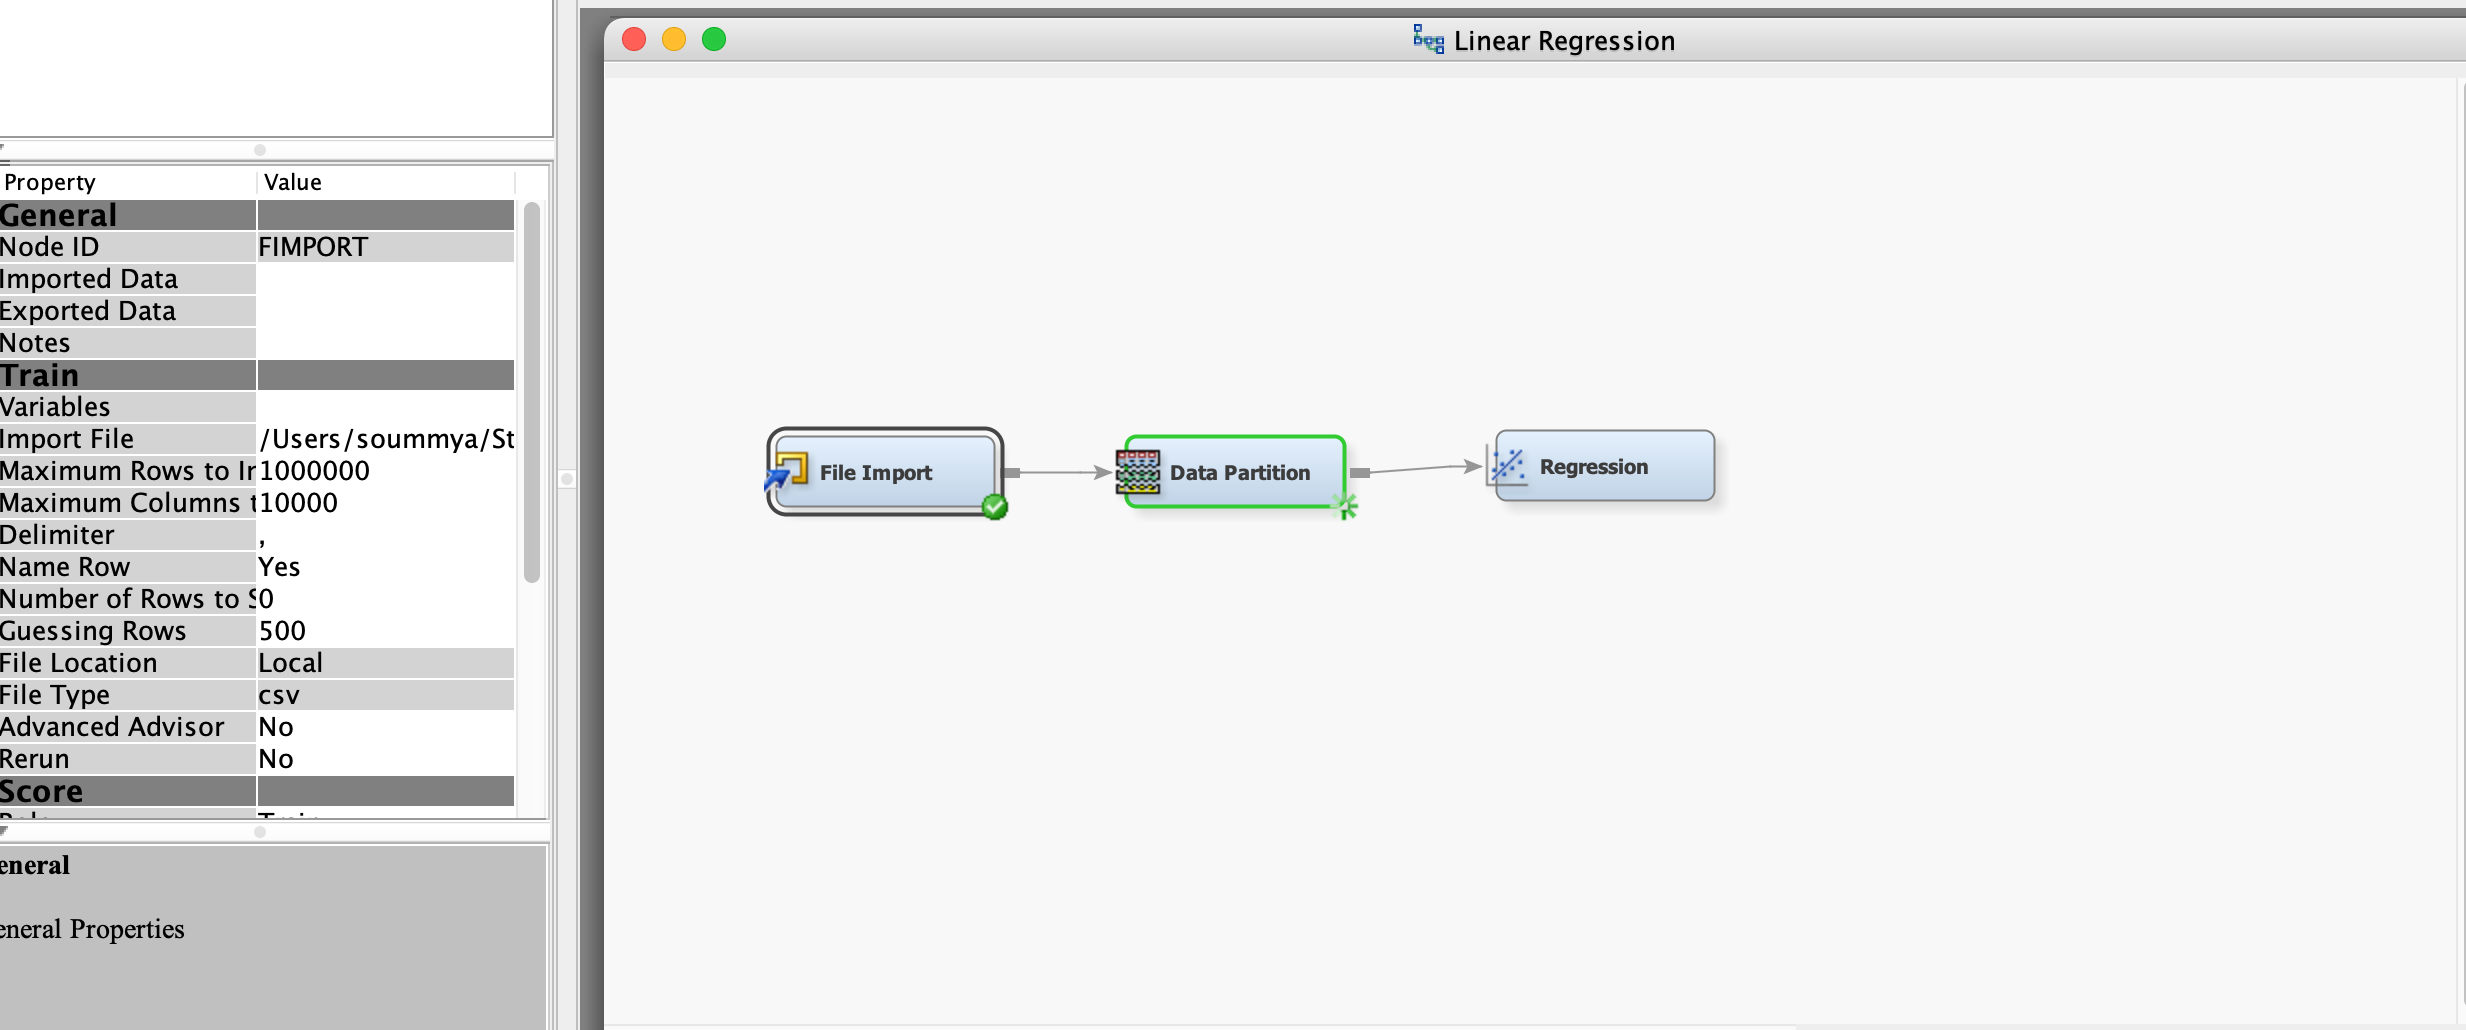 Linear Regression
Property Value
General
Node ID FIMPORT
Imported Data
Exported Data
Notes
Train
Variables
Import File /Users/soummya/St
Maximum Rows to Ir 1000000
Maximum Columns t 10000
Delimiter ,
Name Row Yes
Number of Rows to S 0
Guessing Rows 500
File Location Local
File Type csv
Advanced Advisor No
Rerun No
Score
eneral
eneral Properties
File Import
Data Partition
Regression